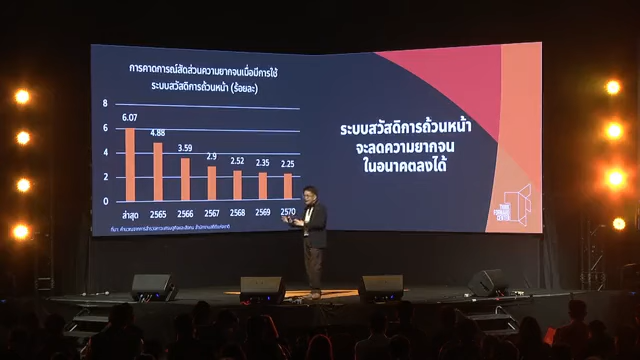 การคาดการณ์สัดส่วนความยากจนเมื่อมีการใช้
ระบบสวัสดิการถ้วนหน้า (ร้อยละ)
8
6
4
2
0
6.07
4.88
3.59
2.9
2.52
2.35
2.25
ล่าสุด
2565
2566
2567
2568
2569
2570
ระบบสวัสดิการถ้วนหน้า
จะลดความยากจน
ในอนาคตลงได้
THINK
FORWARD
CENTER